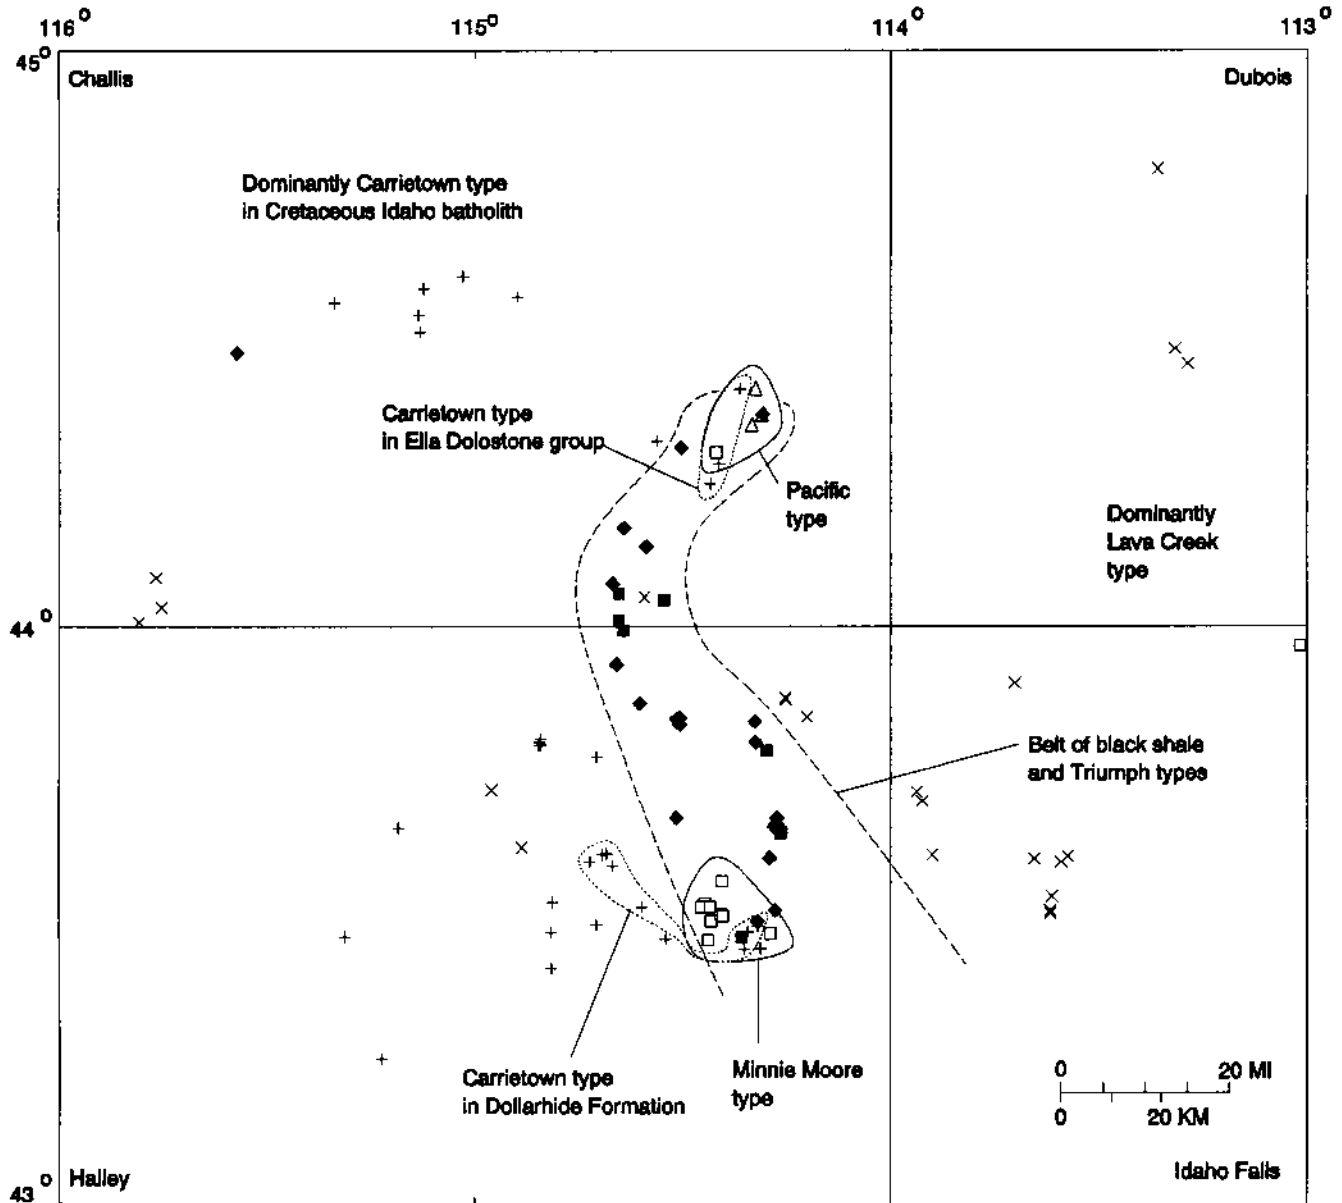 116° 115° 114° 113°
45°
Challis
Dubois
Dominantly Carrietown type
in Cretaceous Idaho batholith
Carrietown type
in Ella Dolostone group
Pacific
type
Dominantly
Lava Creek
type
44°
Belt of black shale
and Triumph types
Carrietown type
in Dollarhide Formation
Minnie Moore
type
0 20 MI
0 20 KM
43°
Hailey
Idaho Falls